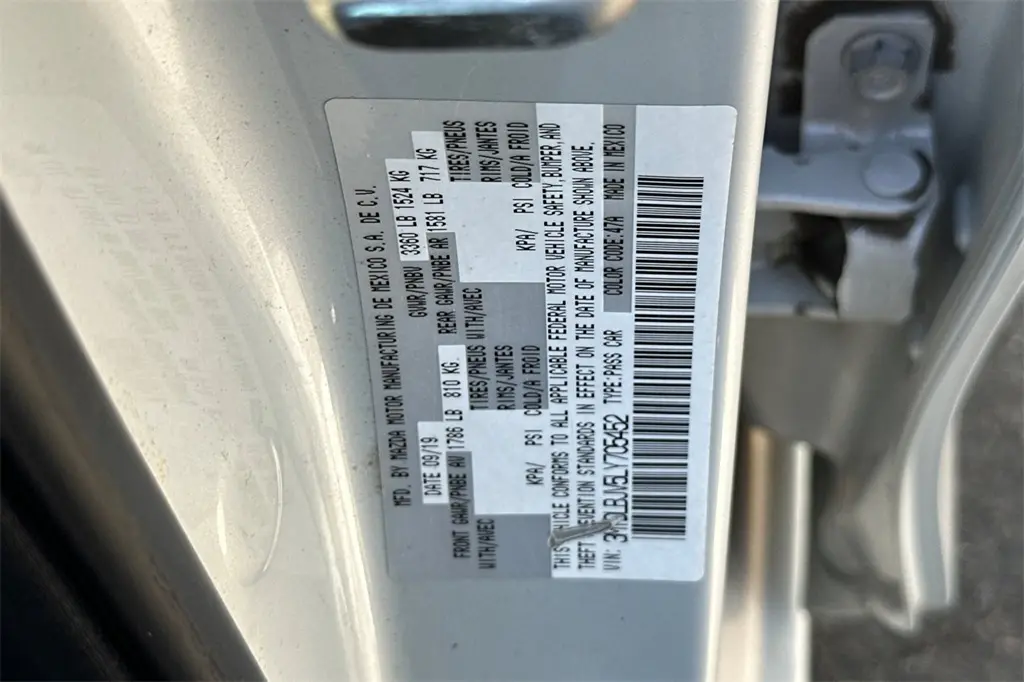 MFD. BY MAZDA MOTOR MANUFACTURING DE MEXICO S.A. DE C.V.
DATE 09/19 GVWR/PNBV 3360 LB 1524 KG
FRONT GAWR/PNBE AV 1786 LB 810 KG. REAR GAWR/PNBE AR 1581 LB 717 KG
WITH/AVEC TIRES/PNEUS WITH/AVEC TIRES/PNEUS
RIMS/JANTES RIMS/JANTES
KPA/ PSI COLD/A FROID KPA/ PSI COLD/A FROID
THIS VEHICLE CONFORMS TO ALL APPLICABLE FEDERAL MOTOR VEHICLE SAFETY, BUMPER, AND
THEFT PREVENTION STANDARDS IN EFFECT ON THE DATE OF MANUFACTURE SHOWN ABOVE.
VIN: 3MYDLBJV5LY705452 TYPE:PASS CAR COLOR CODE:47A MADE IN MEXICO